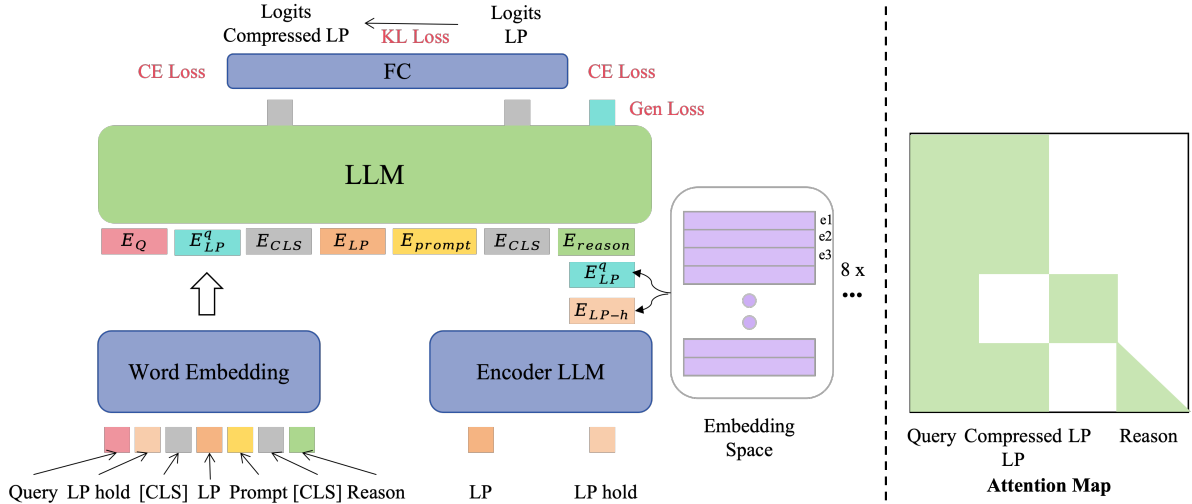 Logits
Compressed LP
KL Loss
Logits
LP
CE Loss
FC
CE Loss
Gen Loss
LLM
E_Q
E^q_LP
E_CLS
E_LP
E_prompt
E_CLS
E_reason
E^q_LP
E_LP-h
e1
e2
e3
8 x
...
Word Embedding
Encoder LLM
Embedding
Space
Query LP hold [CLS] LP Prompt [CLS] Reason
LP
LP hold
Query Compressed LP Reason
LP
Attention Map